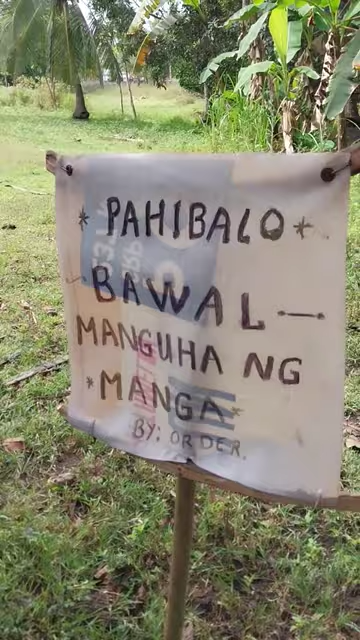 * PAHIBALO *
BAWAL —
MANGUHA NG
* MANGA *
BY: ORDER.